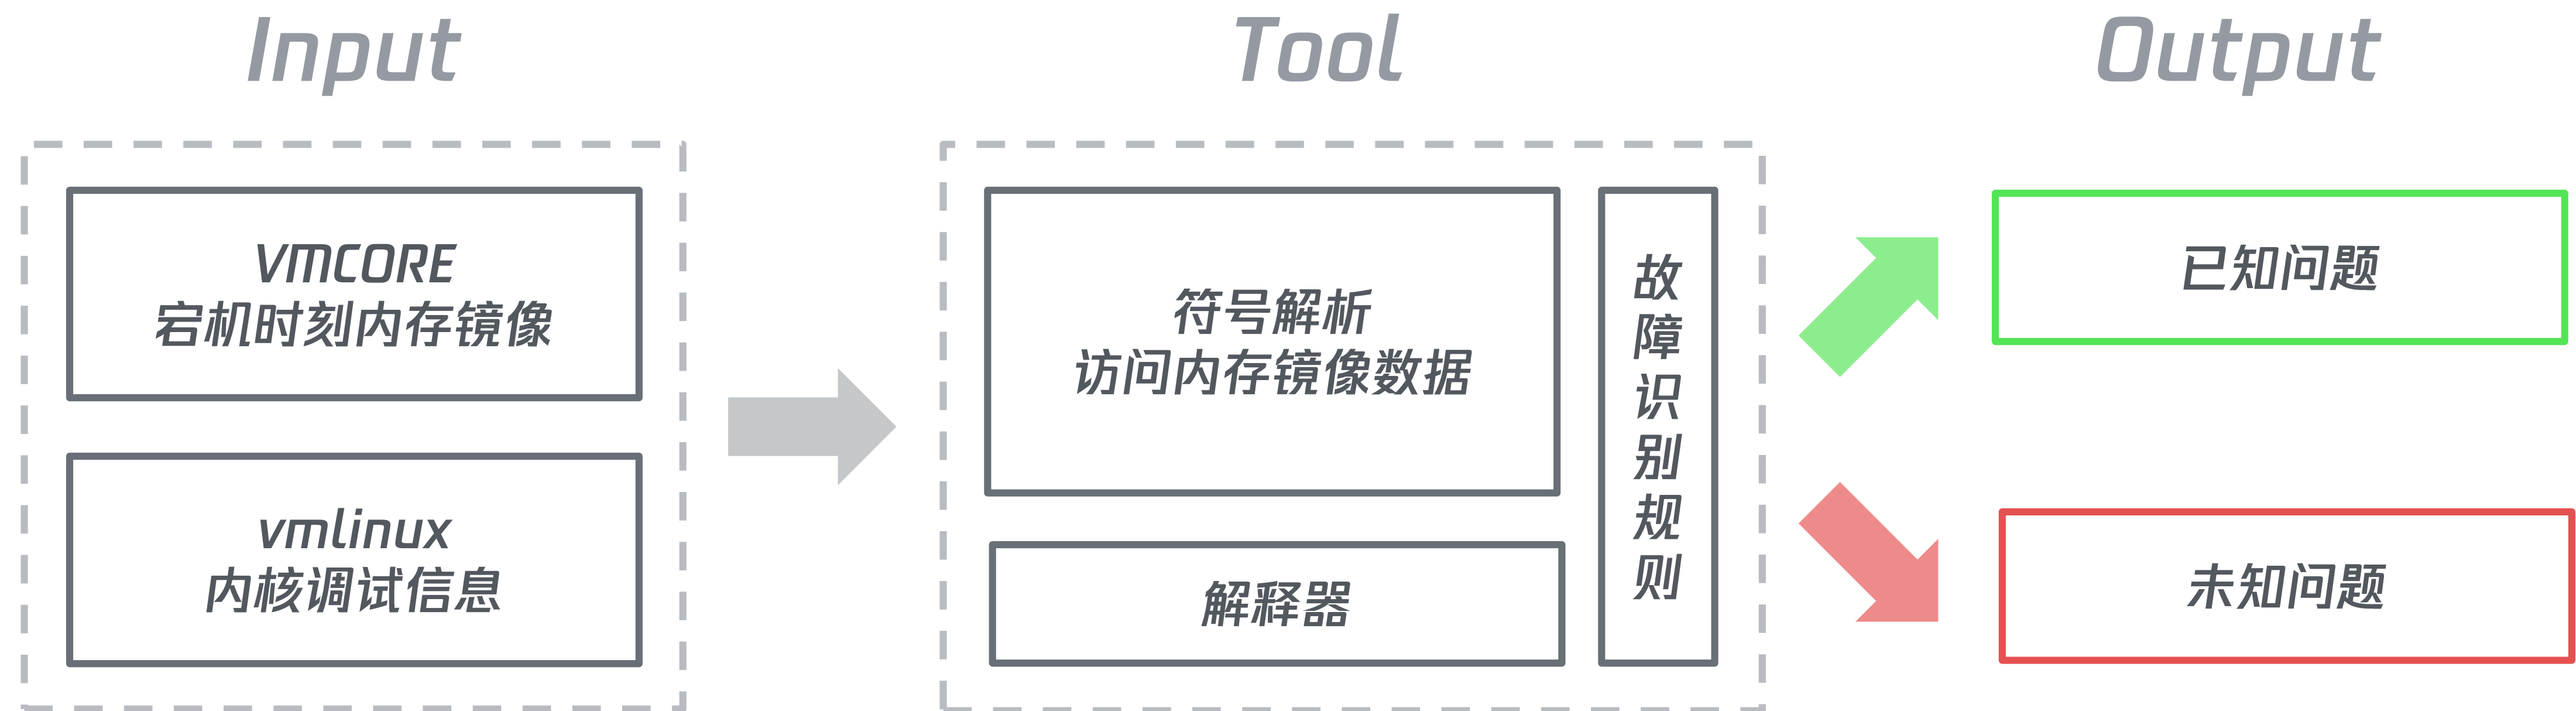 Input
Tool
Output
VMCORE
宕机时刻内存镜像
vmlinux
内核调试信息
符号解析
访问内存镜像数据
解释器
故障识别规则
已知问题
未知问题